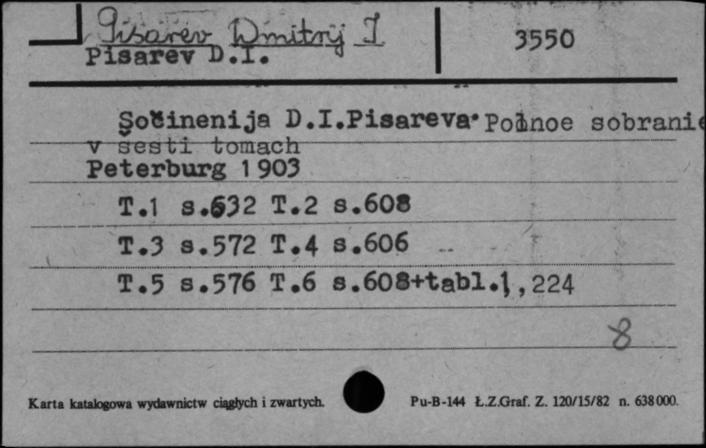 Pisarev Dmitrij I
3550
Pisarev D.I.
Sočinenija D.I.Pisareva. Połnoe sobranie
v sesti tomach
Peterburg 1903
T.1 s.632 T.2 s.608
T.3 s.572 T.4 s.606
T.5 s.576 T.6 s.608+tabl.1,224
8
Karta katalogowa wydawnictw ciągłych i zwartych.
Pu-B-144 Ł.Z.Graf. Z. 120/15/82 n. 638000.